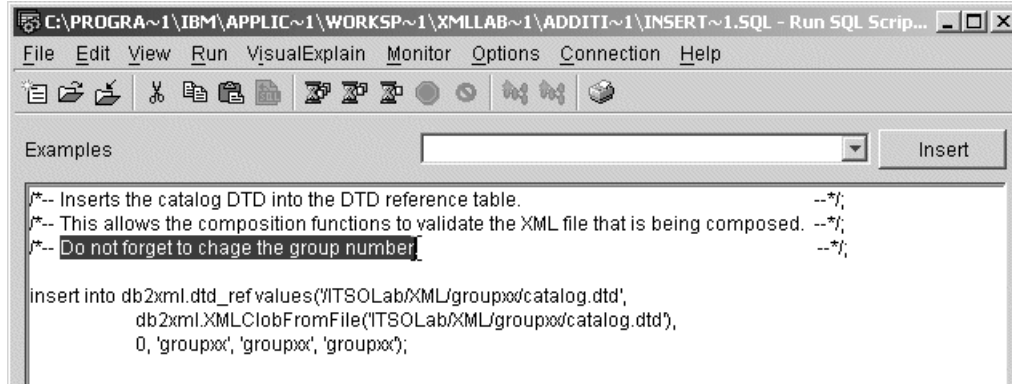 C:\PROGRA~1\IBM\APPLIC~1\WORKSP~1\XMLLAB~1\ADDITI~1\INSERT~1.SQL - Run SQL Scrip...
File Edit View Run VisualExplain Monitor Options Connection Help
Examples Insert
/*-- Inserts the catalog DTD into the DTD reference table. --*/;
/*-- This allows the composition functions to validate the XML file that is being composed. --*/;
/*-- Do not forget to chage the group number --*/;
insert into db2xml.dtd_ref values('/ITSOLab/XML/groupxx/catalog.dtd',
db2xml.XMLClobFromFile('ITSOLab/XML/groupxx/catalog.dtd'),
0, 'groupxx', 'groupxx', 'groupxx');